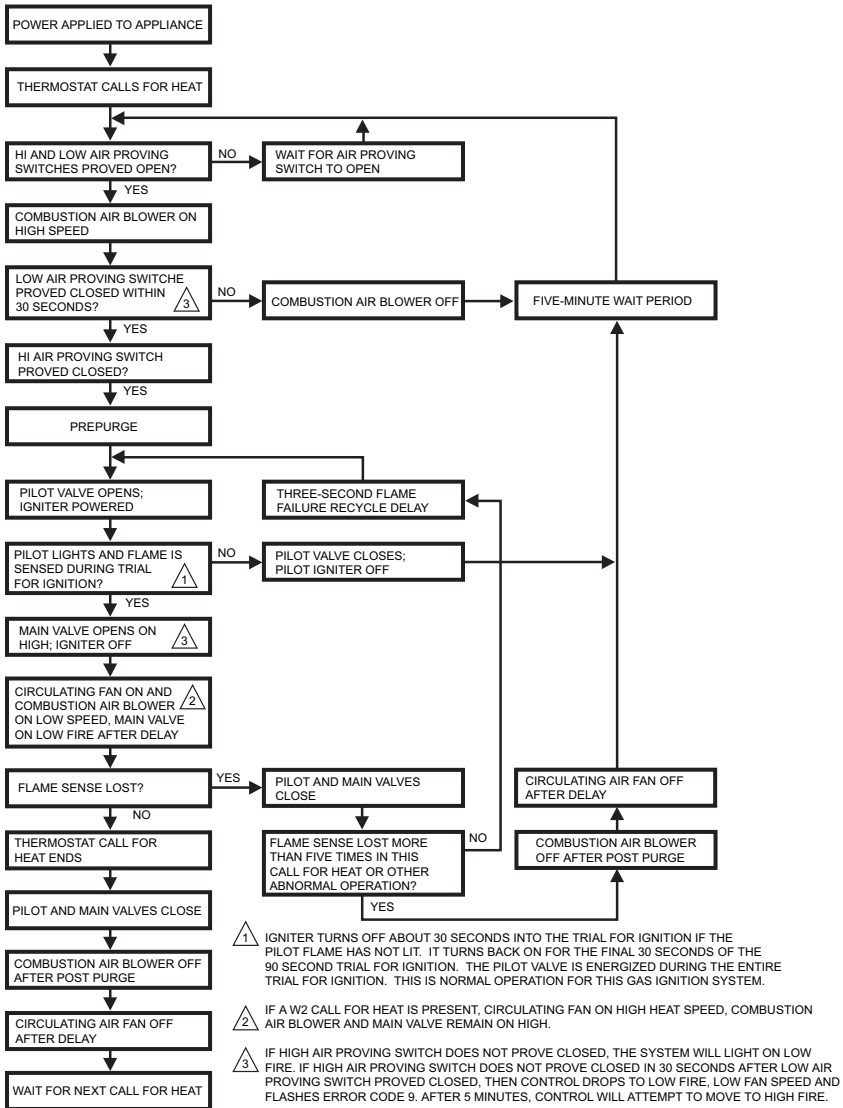 POWER APPLIED TO APPLIANCE
THERMOSTAT CALLS FOR HEAT
HI AND LOW AIR PROVING
SWITCHES PROVED OPEN?
NO
WAIT FOR AIR PROVING
SWITCH TO OPEN
YES
COMBUSTION AIR BLOWER ON
HIGH SPEED
LOW AIR PROVING SWITCHE
PROVED CLOSED WITHIN
30 SECONDS?
3
NO
COMBUSTION AIR BLOWER OFF
FIVE-MINUTE WAIT PERIOD
YES
HI AIR PROVING SWITCH
PROVED CLOSED?
YES
PREPURGE
PILOT VALVE OPENS;
IGNITER POWERED
THREE-SECOND FLAME
FAILURE RECYCLE DELAY
PILOT LIGHTS AND FLAME IS
SENSED DURING TRIAL
FOR IGNITION?
1
NO
PILOT VALVE CLOSES;
PILOT IGNITER OFF
YES
MAIN VALVE OPENS ON
HIGH; IGNITER OFF
3
CIRCULATING FAN ON AND
COMBUSTION AIR BLOWER
ON LOW SPEED, MAIN VALVE
ON LOW FIRE AFTER DELAY
2
FLAME SENSE LOST?
YES
PILOT AND MAIN VALVES
CLOSE
CIRCULATING AIR FAN OFF
AFTER DELAY
NO
THERMOSTAT CALL FOR
HEAT ENDS
FLAME SENSE LOST MORE
THAN FIVE TIMES IN THIS
CALL FOR HEAT OR OTHER
ABNORMAL OPERATION?
NO
COMBUSTION AIR BLOWER
OFF AFTER POST PURGE
YES
PILOT AND MAIN VALVES CLOSE
COMBUSTION AIR BLOWER OFF
AFTER POST PURGE
CIRCULATING AIR FAN OFF
AFTER DELAY
WAIT FOR NEXT CALL FOR HEAT
1
IGNITER TURNS OFF ABOUT 30 SECONDS INTO THE TRIAL FOR IGNITION IF THE
PILOT FLAME HAS NOT LIT. IT TURNS BACK ON FOR THE FINAL 30 SECONDS OF THE
90 SECOND TRIAL FOR IGNITION. THE PILOT VALVE IS ENERGIZED DURING THE ENTIRE
TRIAL FOR IGNITION. THIS IS NORMAL OPERATION FOR THIS GAS IGNITION SYSTEM.
2
IF A W2 CALL FOR HEAT IS PRESENT, CIRCULATING FAN ON HIGH HEAT SPEED, COMBUSTION
AIR BLOWER AND MAIN VALVE REMAIN ON HIGH.
3
IF HIGH AIR PROVING SWITCH DOES NOT PROVE CLOSED, THE SYSTEM WILL LIGHT ON LOW
FIRE. IF HIGH AIR PROVING SWITCH DOES NOT PROVE CLOSED IN 30 SECONDS AFTER LOW AIR
PROVING SWITCH PROVED CLOSED, THEN CONTROL DROPS TO LOW FIRE, LOW FAN SPEED AND
FLASHES ERROR CODE 9. AFTER 5 MINUTES, CONTROL WILL ATTEMPT TO MOVE TO HIGH FIRE.